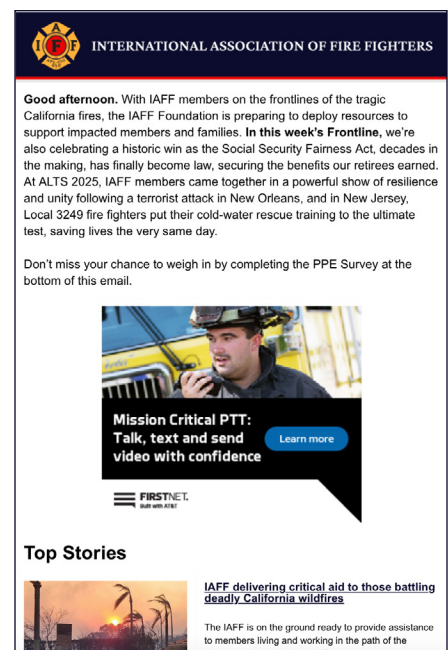 I A F F
INTERNATIONAL ASSOCIATION OF FIRE FIGHTERS
Good afternoon. With IAFF members on the frontlines of the tragic
California fires, the IAFF Foundation is preparing to deploy resources to
support impacted members and families. In this week's Frontline, we're
also celebrating a historic win as the Social Security Fairness Act, decades in
the making, has finally become law, securing the benefits our retirees earned.
At ALTS 2025, IAFF members came together in a powerful show of resilience
and unity following a terrorist attack in New Orleans, and in New Jersey,
Local 3249 fire fighters put their cold-water rescue training to the ultimate
test, saving lives the very same day.
Don't miss your chance to weigh in by completing the PPE Survey at the
bottom of this email.
Mission Critical PTT:
Talk, text and send
video with confidence
Learn more
FIRSTNET.
Built with AT&T
Top Stories
IAFF delivering critical aid to those battling
deadly California wildfires
The IAFF is on the ground ready to provide assistance
to members living and working in the path of the